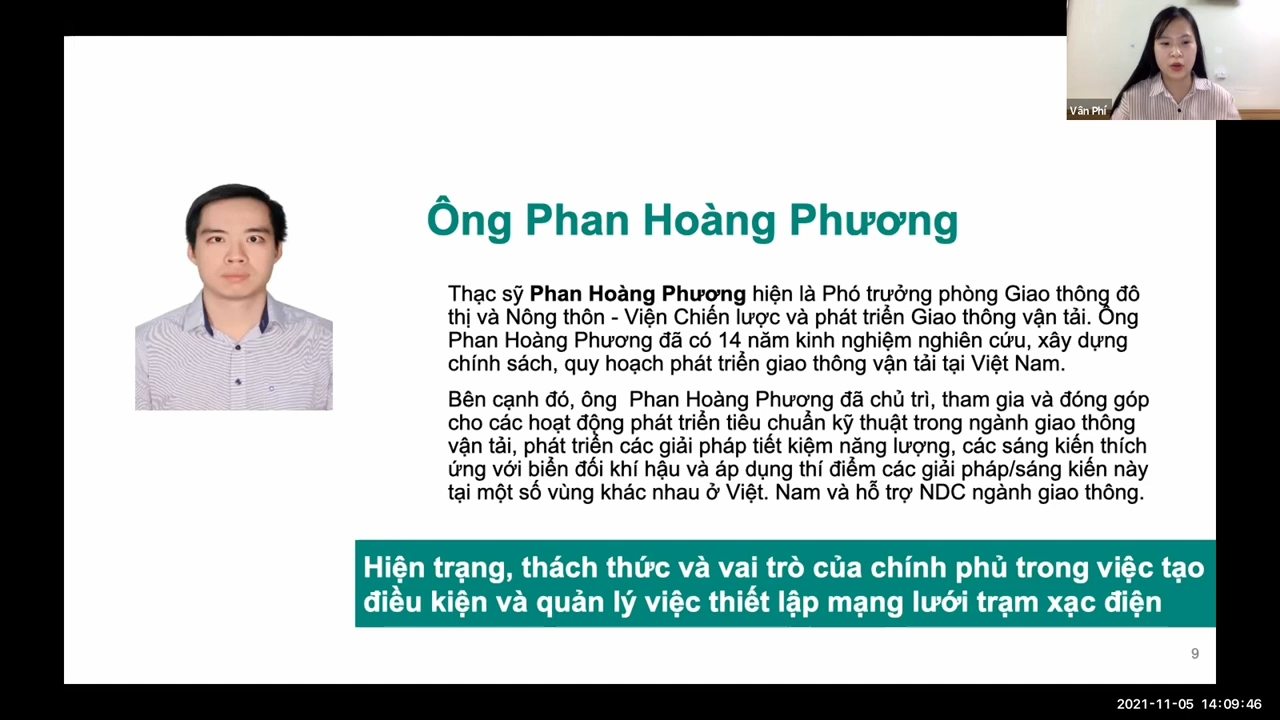 Vân Phí
Ông Phan Hoàng Phương
Thạc sỹ Phan Hoàng Phương hiện là Phó trưởng phòng Giao thông đô
thị và Nông thôn - Viện Chiến lược và phát triển Giao thông vận tải. Ông
Phan Hoàng Phương đã có 14 năm kinh nghiệm nghiên cứu, xây dựng
chính sách, quy hoạch phát triển giao thông vận tải tại Việt Nam.
Bên cạnh đó, ông  Phan Hoàng Phương đã chủ trì, tham gia và đóng góp
cho các hoạt động phát triển tiêu chuẩn kỹ thuật trong ngành giao thông
vận tải, phát triển các giải pháp tiết kiệm năng lượng, các sáng kiến thích
ứng với biển đối khí hậu và áp dụng thí điểm các giải pháp/sáng kiến này
tại một số vùng khác nhau ở Việt. Nam và hỗ trợ NDC ngành giao thông.
Hiện trạng, thách thức và vai trò của chính phủ trong việc tạo
điều kiện và quản lý việc thiết lập mạng lưới trạm xạc điện
9
2021-11-05 14:09:46